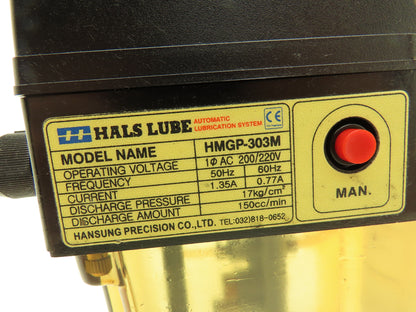 HALS LUBE AUTOMATIC LUBRICATION SYSTEM CE
MODEL NAME HMGP-303M
OPERATING VOLTAGE 1Φ AC 200/220V
FREQUENCY 50Hz 60Hz
CURRENT 1.35A 0.77A
DISCHARGE PRESSURE 17kg/cm²
DISCHARGE AMOUNT 150cc/min
HANSUNG PRECISION CO.,LTD. TEL:032)818-0652
MAN.